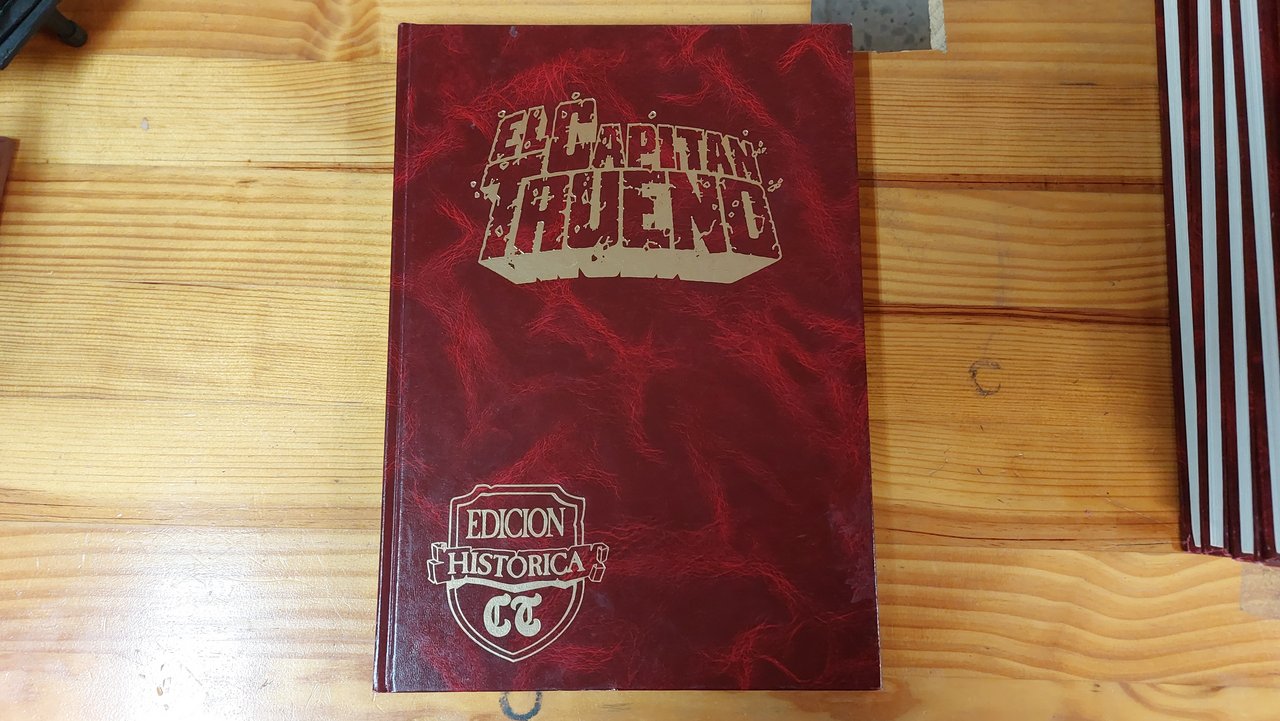 EL CAPITAN
TRUENO
EDICION
HISTÓRICA
CT